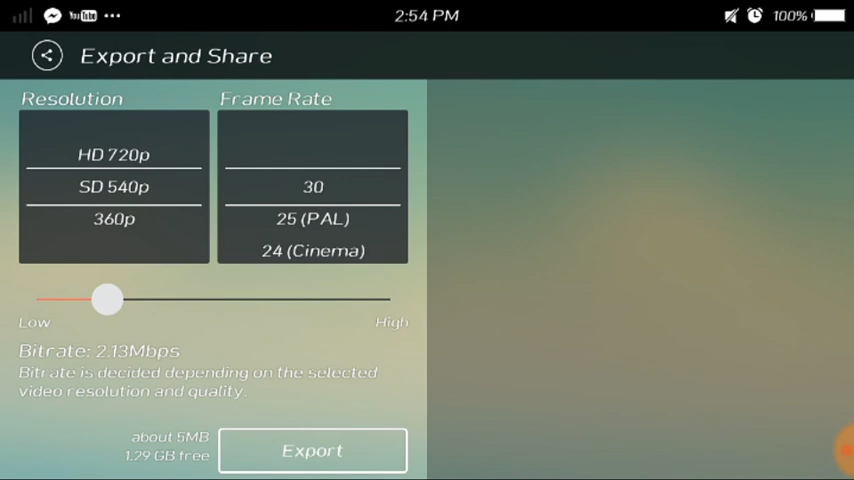 You Tube
2:54 PM
100%
Export and Share
Resolution
Frame Rate
HD 720p
SD 540p
360p
30
25 (PAL)
24 (Cinema)
Low
High
Bitrate: 2.13Mbps
Bitrate is decided depending on the selected
video resolution and quality.
about 5MB
1.29 GB free
Export